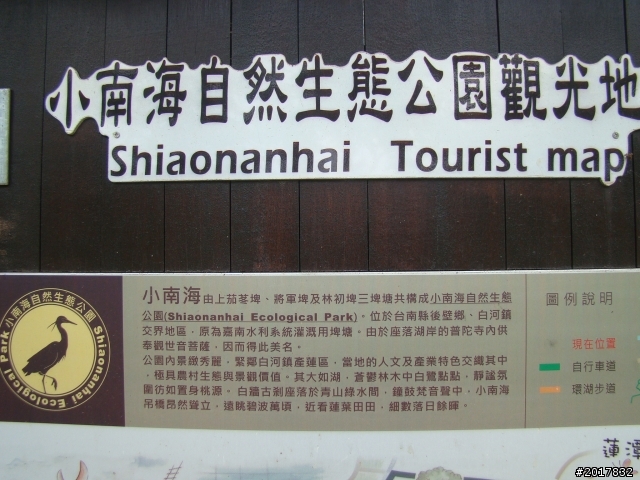 小南海自然生態公園觀光地
Shiaonanhai Tourist map
小南海自然生態公園
Shiaonanhai Ecological Park
小南海由上茄苳埤、將軍埤及林初埤三埤塘共構成小南海自然生態
公園(Shiaonanhai Ecological Park)。位於台南縣後壁鄉、白河鎮
交界地區，原為嘉南水利系統灌溉用埤塘。由於座落湖岸的普陀寺內供
奉觀世音菩薩，因而得此美名。
公園內景緻秀麗，緊鄰白河鎮產蓮區，當地的人文及產業特色交織其中
，極具農村生態與景觀價值。其大如湖，蒼鬱林木中白鷺點點，靜謐氛
圍彷如置身桃源。白牆古剎座落於青山綠水間，鐘鼓梵音聲中，小南海
吊橋昂然聳立，遠眺碧波萬頃，近看蓮葉田田，細數落日餘暉。
圖例說明
現在位置
自行車道
環湖步道
蓮潭
#2017832